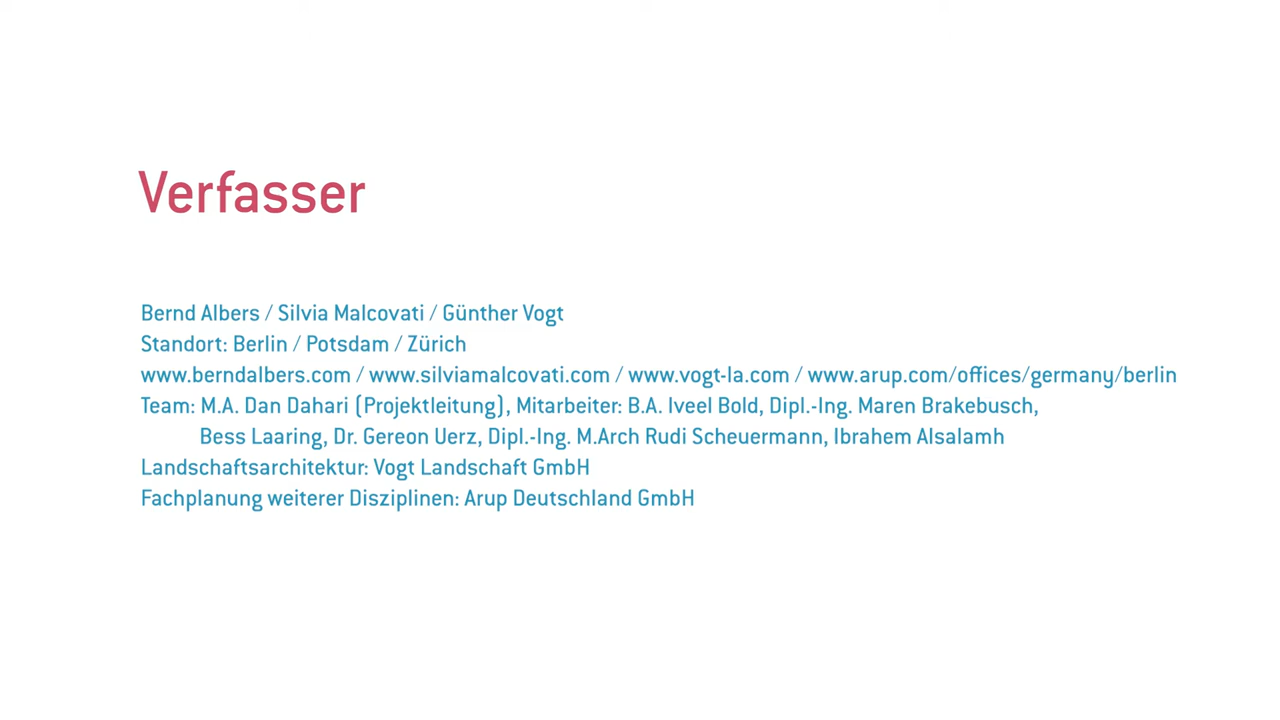 Verfasser
Bernd Albers / Silvia Malcovati / Günther Vogt
Standort: Berlin / Potsdam / Zürich
www.berndalbers.com / www.silviamalcovati.com / www.vogt-la.com / www.arup.com/offices/germany/berlin
Team: M.A. Dan Dahari (Projektleitung), Mitarbeiter: B.A. Iveel Bold, Dipl.-Ing. Maren Brakebusch,
Bess Laaring, Dr. Gereon Uerz, Dipl.-Ing. M.Arch Rudi Scheuermann, Ibrahem Alsalamh
Landschaftsarchitektur: Vogt Landschaft GmbH
Fachplanung weiterer Disziplinen: Arup Deutschland GmbH